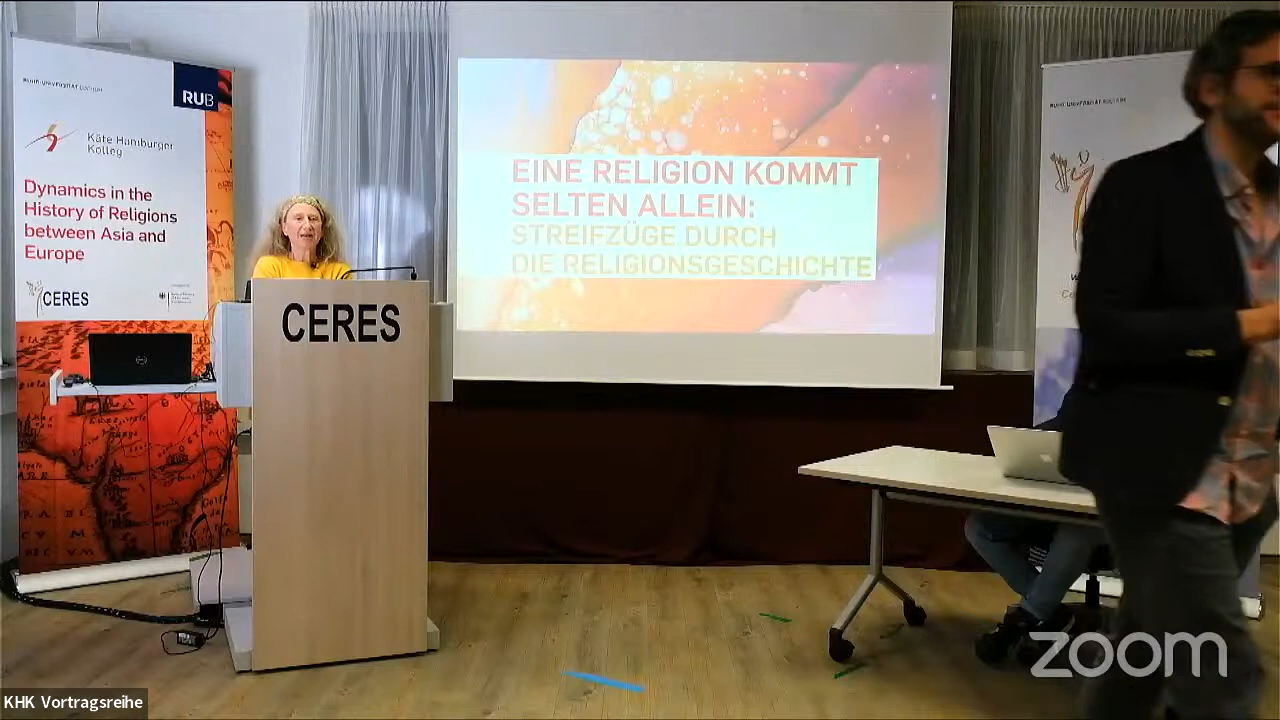 RUHR-UNIVERSITÄT BOCHUM
RUB
Käte Hamburger
Kolleg
Dynamics in the
History of Religions
between Asia and
Europe
CERES
CERES
EINE RELIGION KOMMT
SELTEN ALLEIN:
STREIFZÜGE DURCH
DIE RELIGIONSGESCHICHTE
RUHR-UNIVERSITÄT BOCHUM
zoom
KHK Vortragsreihe